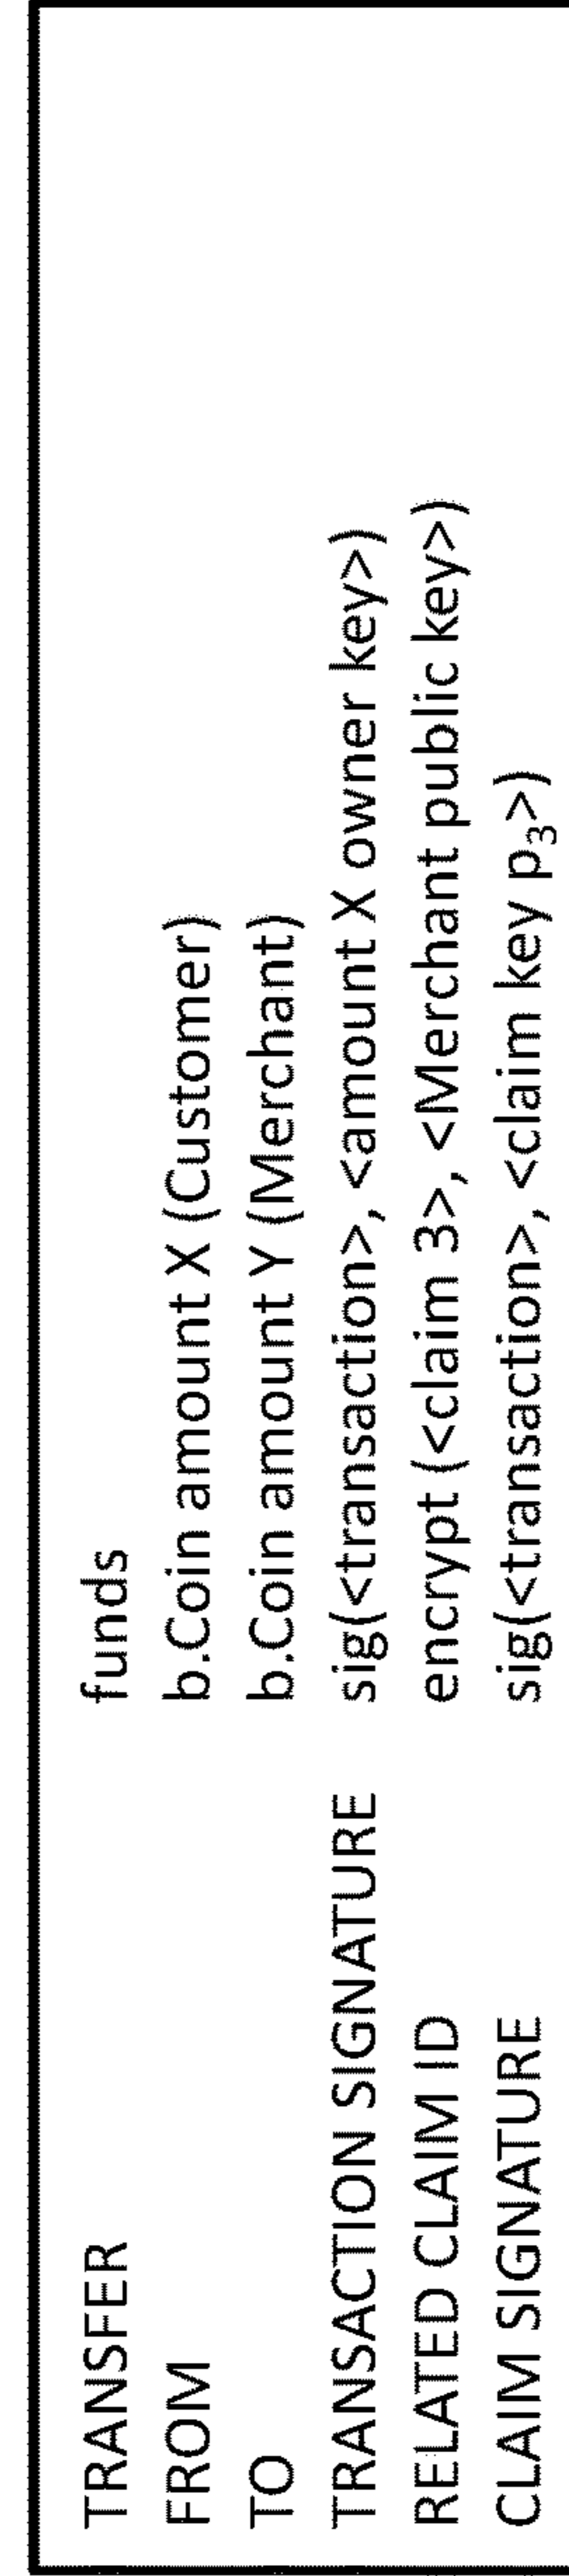 TRANSFER funds
FROM b.Coin amount X (Customer)
TO b.Coin amount Y (Merchant)
TRANSACTION SIGNATURE sig(<transaction>, <amount X owner key>)
RELATED CLAIM ID encrypt (<claim 3>, <Merchant public key>)
CLAIM SIGNATURE sig(<transaction>, <claim key p₃>)